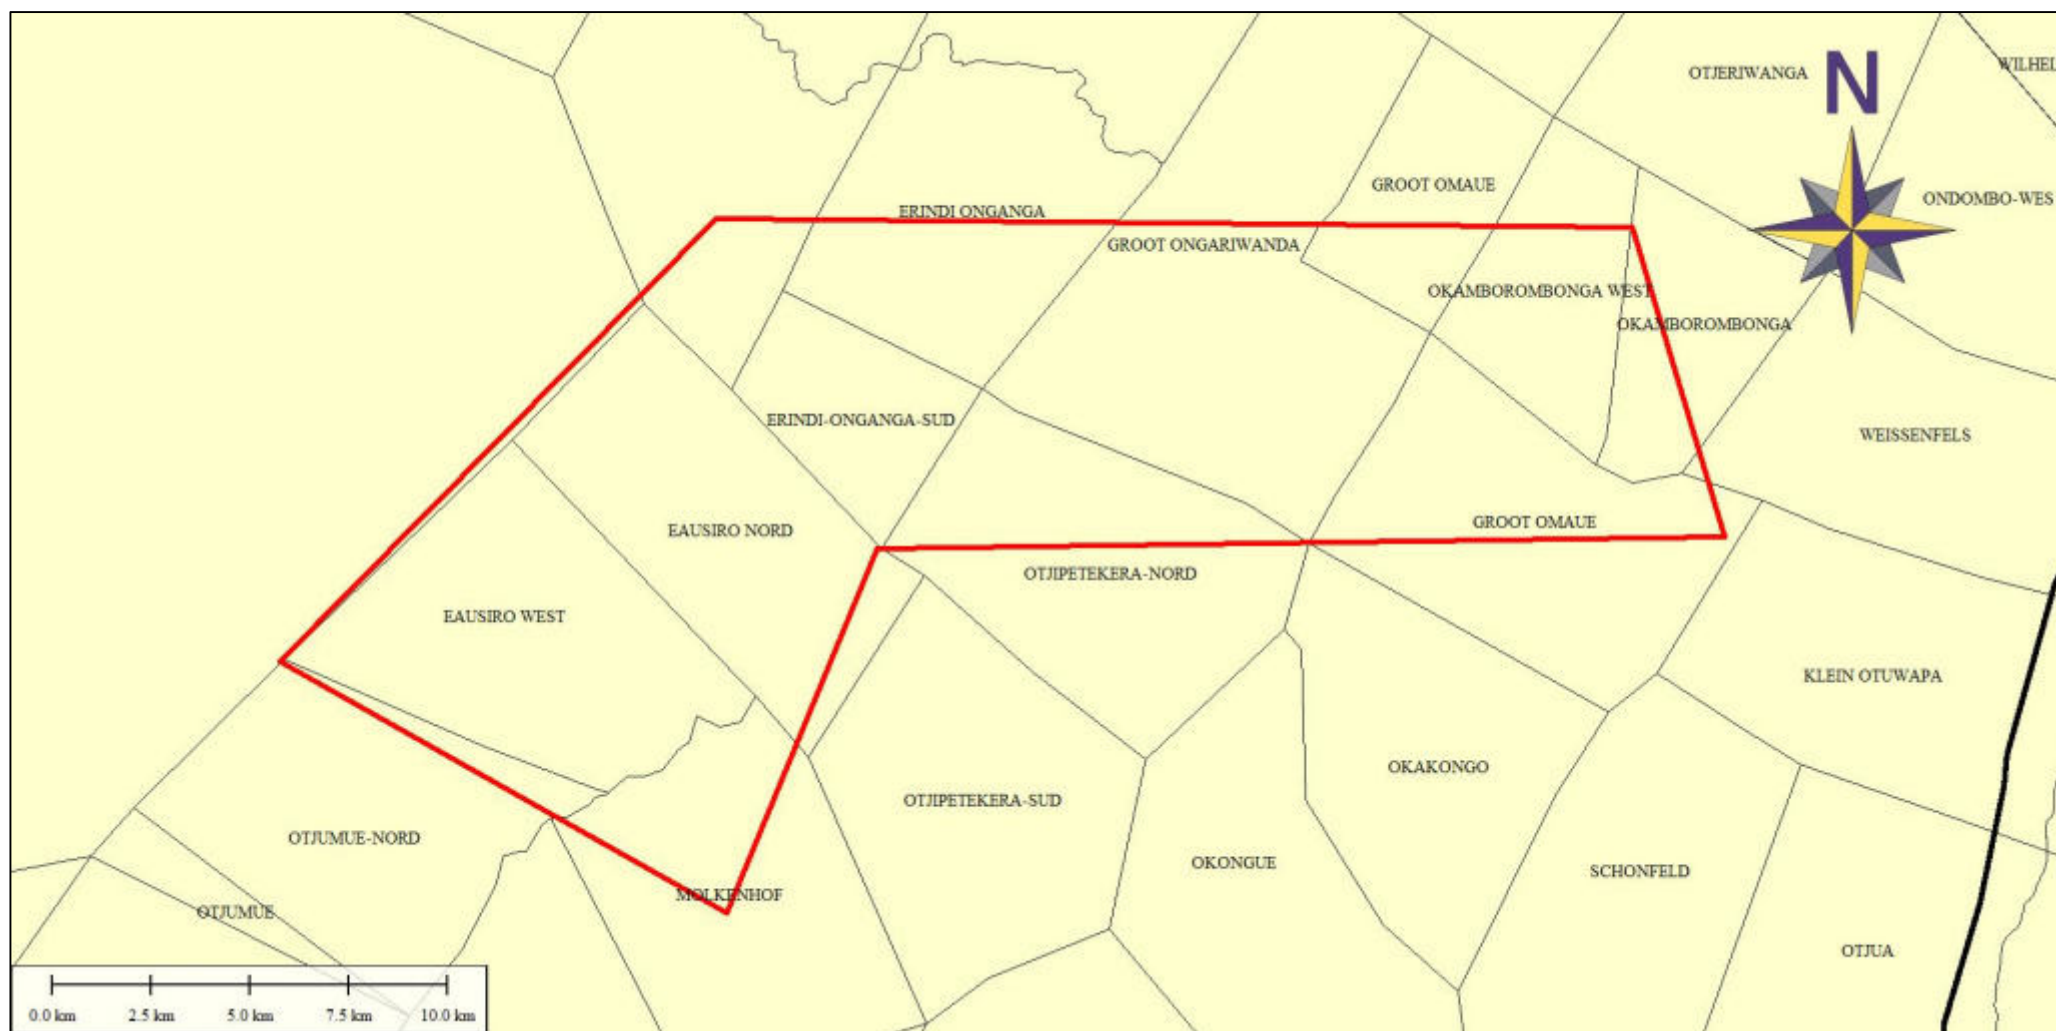 WILHEL
OTJERIWANGA
N
GROOT OMAUE
ONDOMBO-WES
ERINDI ONGANGA
GROOT ONGARIWANDA
OKAMBOROMBONGA WEST
OKAMBOROMBONGA
ERINDI-ONGANGA-SUD
WEISSENFELS
GROOT OMAUE
EAUSIRO NORD
OTJIPETEKERA-NORD
EAUSIRO WEST
KLEIN OTUWAPA
OKAKONGO
OTJIPETEKERA-SUD
OTJUMUE-NORD
OKONGUE
SCHONFELD
MOLKENHOF
OTJUMUE
OTJUA
0.0 km 2.5 km 5.0 km 7.5 km 10.0 km